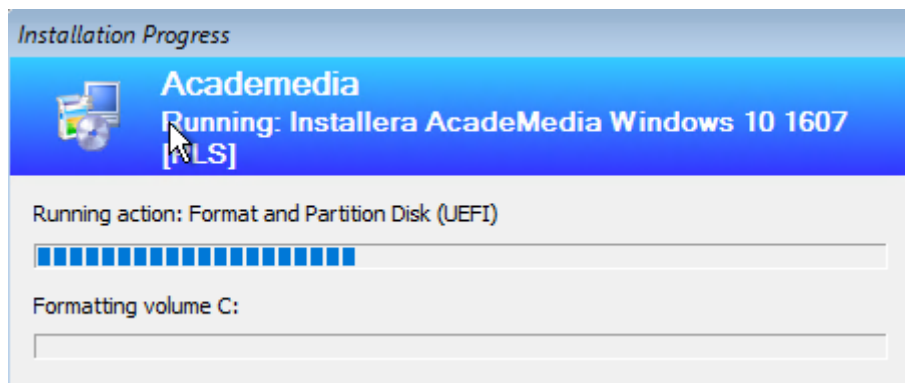 Installation Progress
Academedia
Running: Installera AcadeMedia Windows 10 1607
Running action: Format and Partition Disk (UEFI)
Formatting volume C: